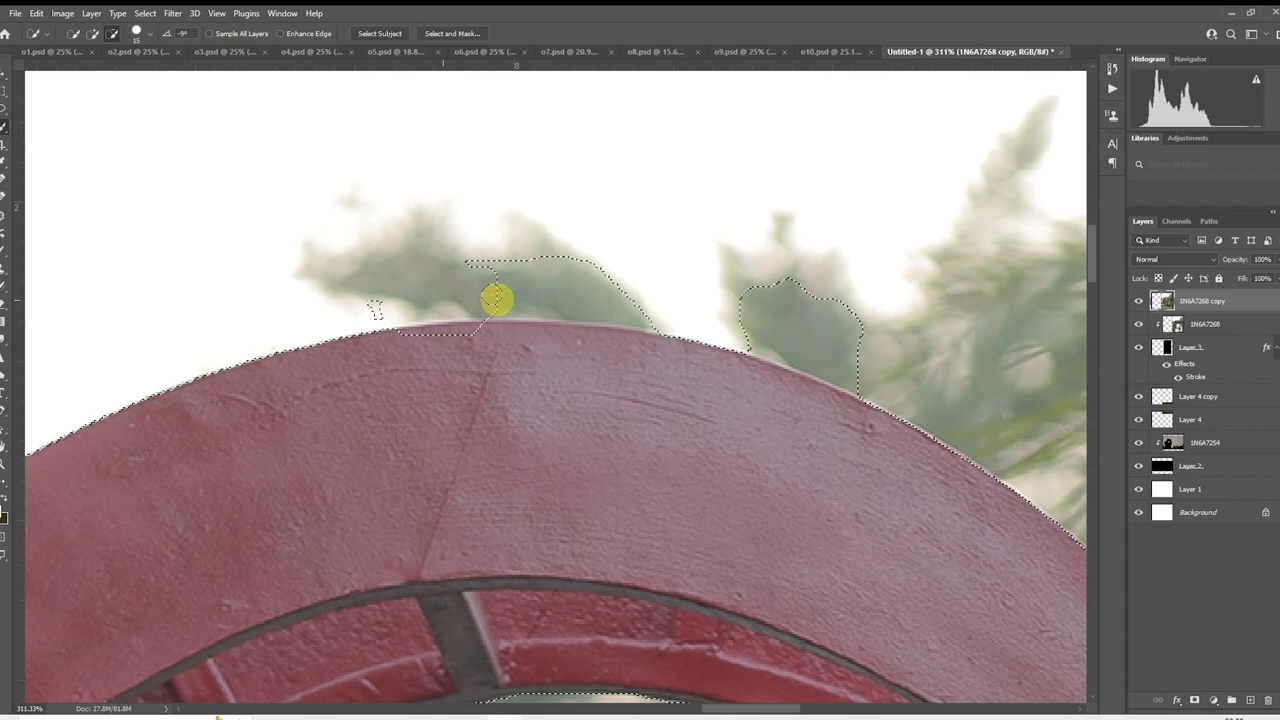 File Edit Image Layer Type Select Filter 3D View Plugins Window Help
15 -9° Sample All Layers Enhance Edge Select Subject Select and Mask...
o1.psd @ 25% (... × o2.psd @ 25% (... × o3.psd @ 25% (... × o4.psd @ 25% (... × o5.psd @ 18.8... × o6.psd @ 25% (... × o7.psd @ 20.9... × o8.psd @ 15.6... × o9.psd @ 25% (... × o10.psd @ 25.1... × Untitled-1 @ 311% (1N6A7268 copy, RGB/8#) * ×
8
2
Histogram Navigator
Libraries Adjustments
Layers Channels Paths
Kind
Normal Opacity: 100%
Lock: Fill: 100%
1N6A7268 copy
1N6A7268
Layer 3 fx
Effects
Stroke
Layer 4 copy
Layer 4
1N6A7254
Layer 2
Layer 1
Background
311.33% Doc: 27.8M/81.8M